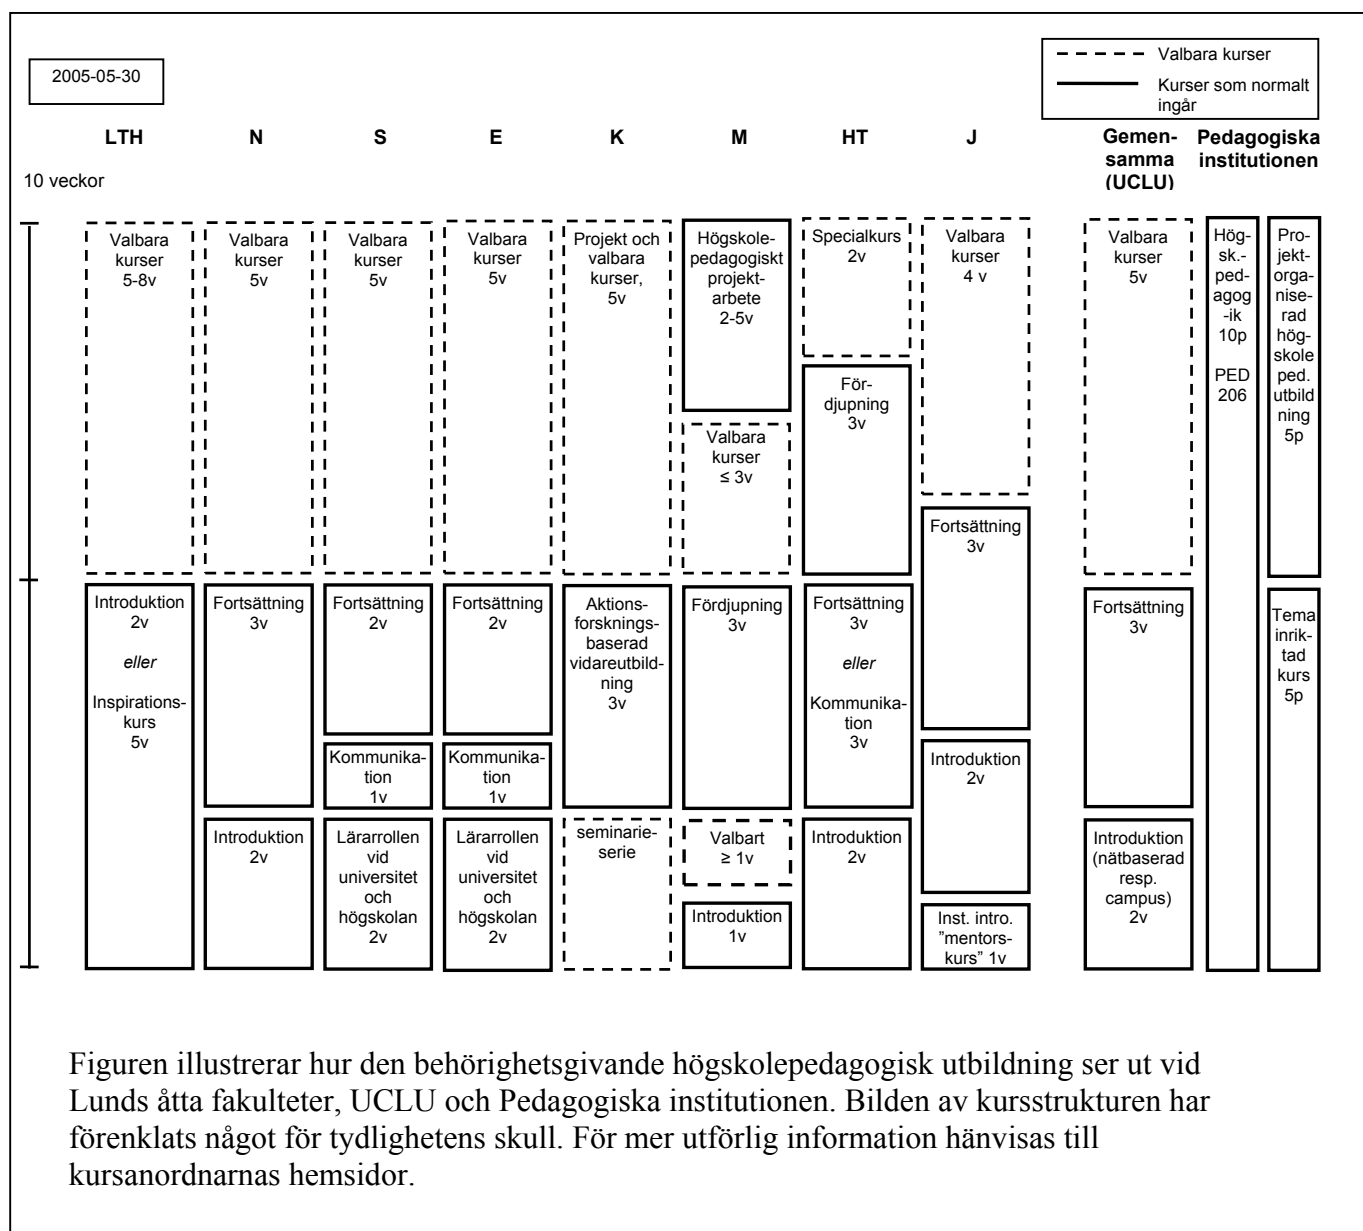 2005-05-30
Valbara kurser
Kurser som normalt
ingår
LTH
N
S
E
K
M
HT
J
Gemen-
samma
(UCLU)
Pedagogiska
institutionen
10 veckor
Valbara
kurser
5-8v
Introduktion
2v
eller
Inspirations-
kurs
5v
Valbara
kurser
5v
Fortsättning
3v
Introduktion
2v
Valbara
kurser
5v
Fortsättning
2v
Kommunika-
tion
1v
Lärarrollen
vid
universitet
och
högskolan
2v
Valbara
kurser
5v
Fortsättning
2v
Kommunika-
tion
1v
Lärarrollen
vid
universitet
och
högskolan
2v
Projekt och
valbara
kurser,
5v
Aktions-
forsknings-
baserad
vidareutbild-
ning
3v
seminarie-
serie
Högskole-
pedagogiskt
projekt-
arbete
2-5v
Valbara
kurser
≤ 3v
Fördjupning
3v
Valbart
≥ 1v
Introduktion
1v
Specialkurs
2v
För-
djupning
3v
Fortsättning
3v
eller
Kommunika-
tion
3v
Introduktion
2v
Valbara
kurser
4 v
Fortsättning
3v
Introduktion
2v
Inst. intro.
”mentors-
kurs” 1v
Valbara
kurser
5v
Fortsättning
3v
Introduktion
(nätbaserad
resp.
campus)
2v
Hög-
sk.-
ped-
agog
-ik
10p
PED
206
Pro-
jekt-
orga-
nise-
rad
hög-
skole
ped.
utbild
ning
5p
Tema
inrik-
tad
kurs
5p
Figuren illustrerar hur den behörighetsgivande högskolepedagogisk utbildning ser ut vid
Lunds åtta fakulteter, UCLU och Pedagogiska institutionen. Bilden av kursstrukturen har
förenklats något för tydlighetens skull. För mer utförlig information hänvisas till
kursanordnarnas hemsidor.